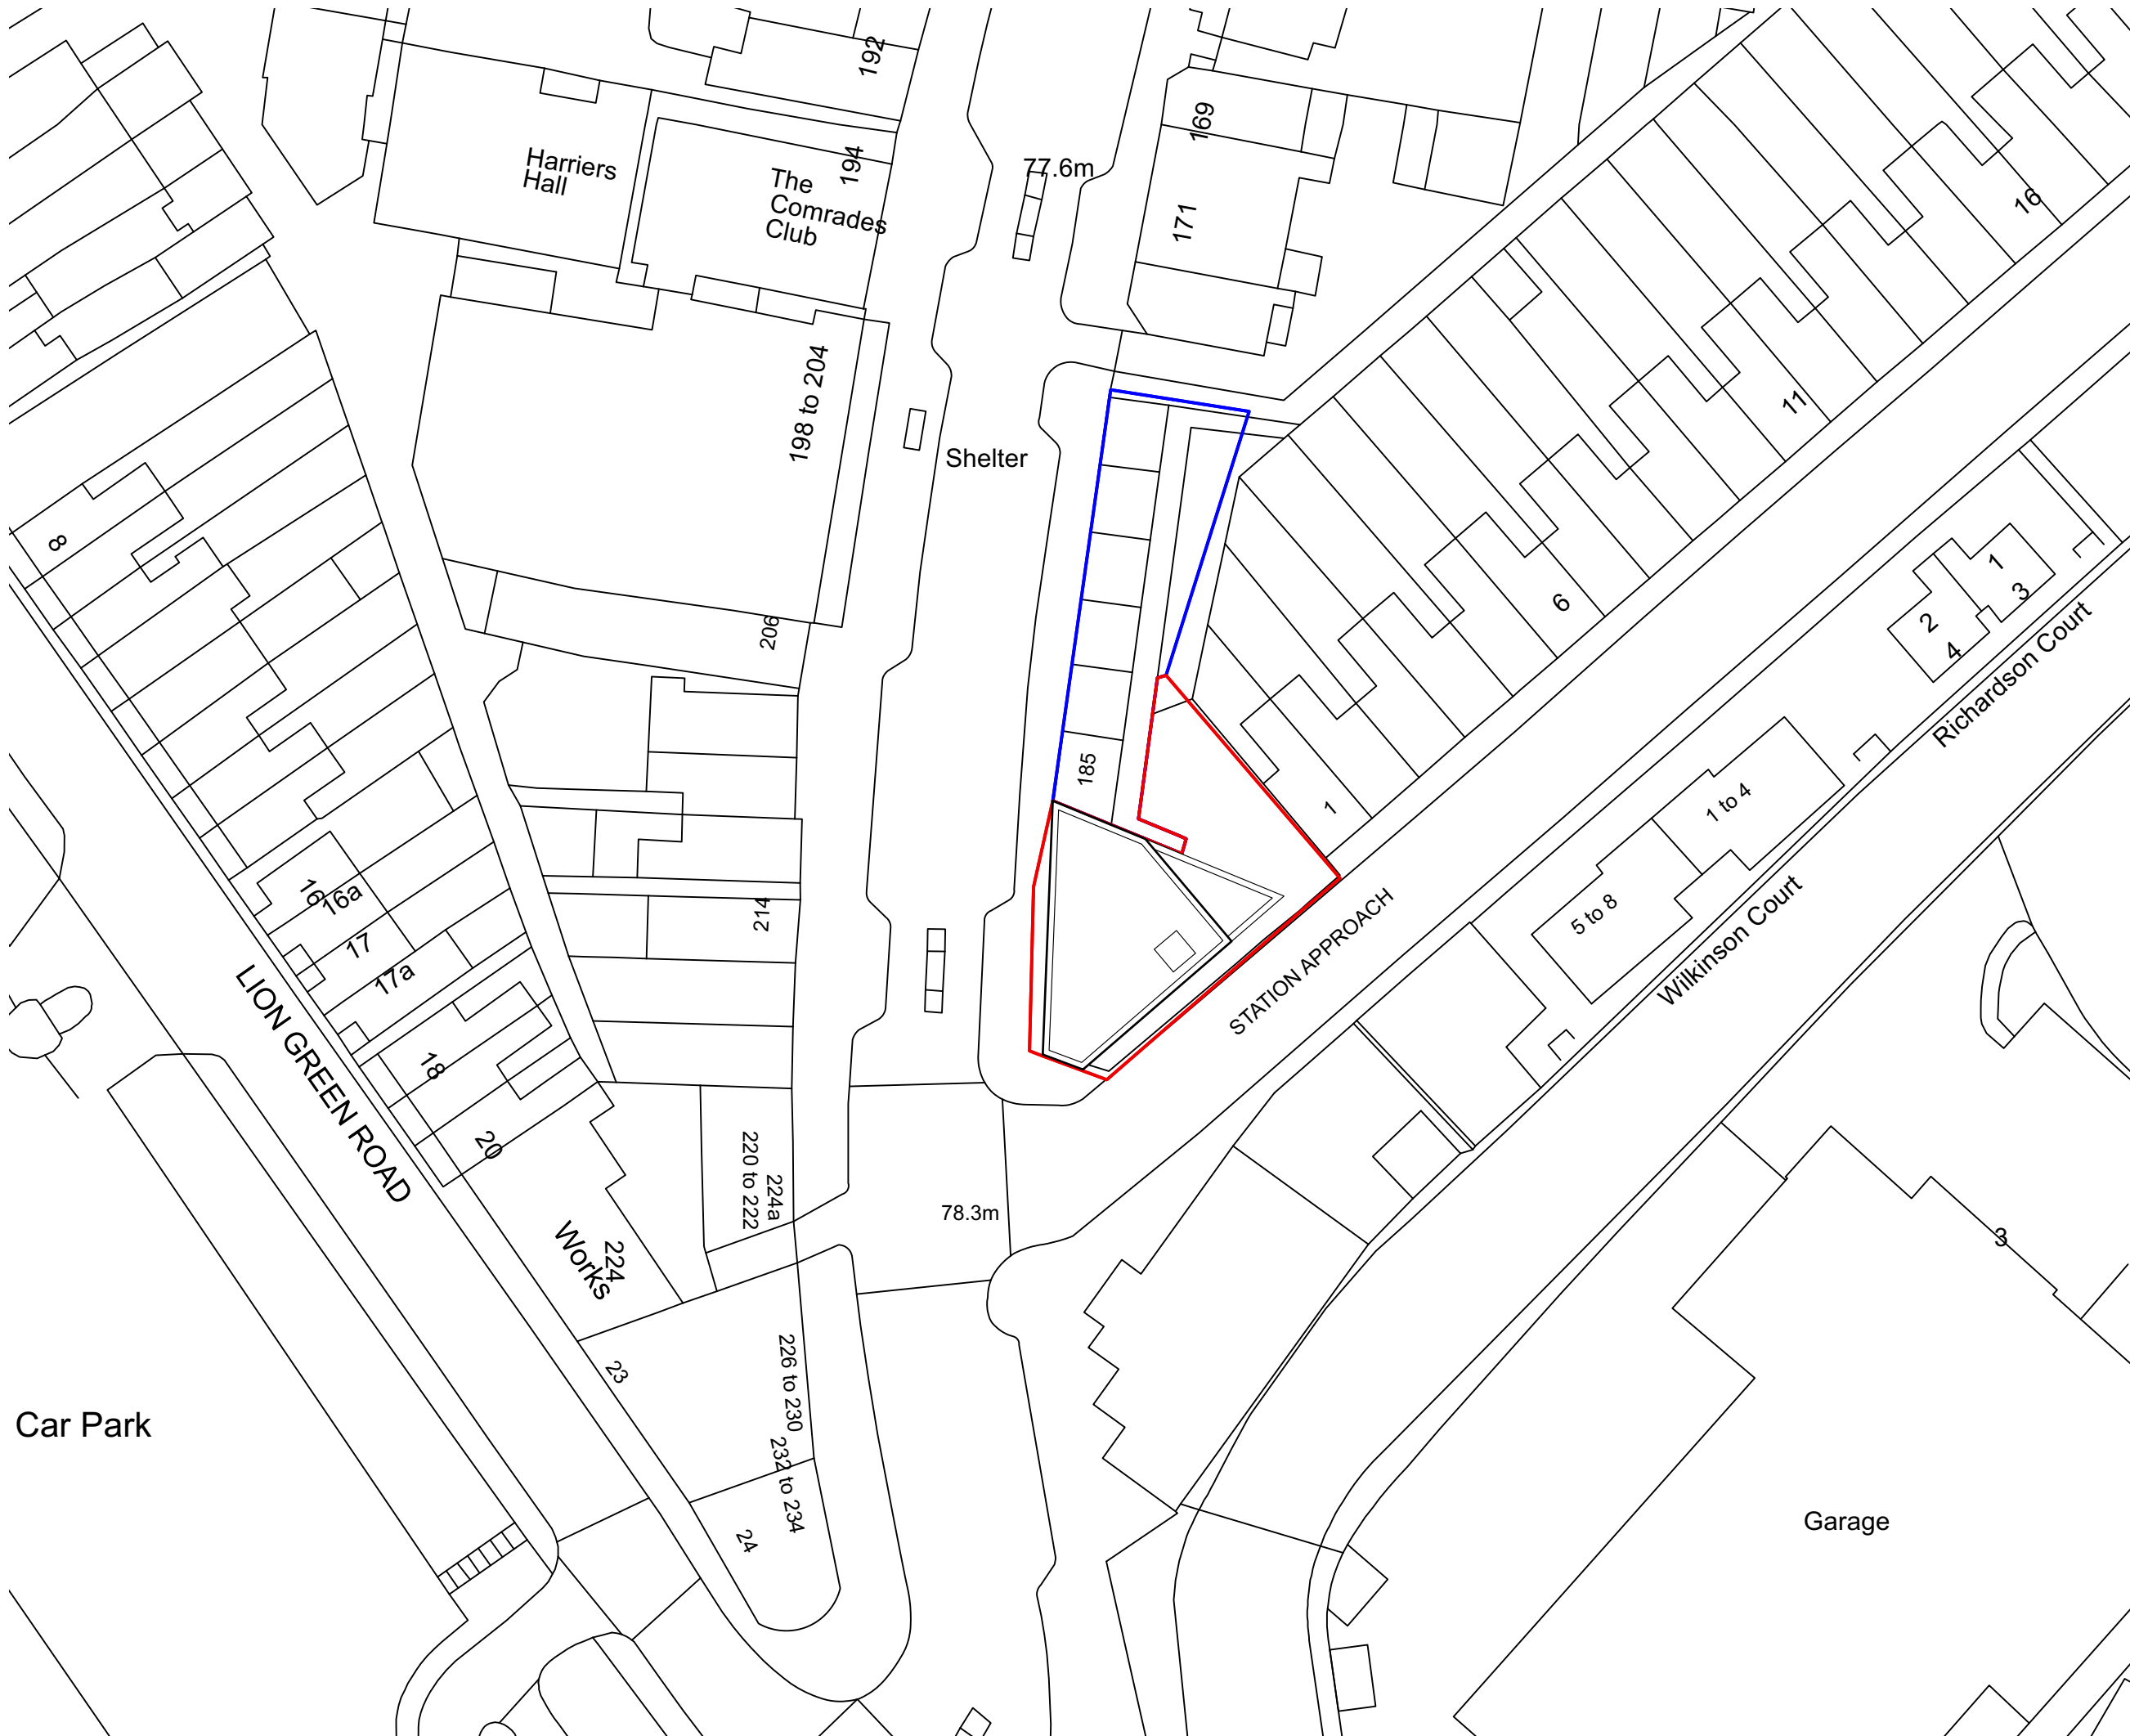 192
169
194
Harriers
Hall
The
Comrades
Club
77.6m
171
16
198 to 204
11
Shelter
8
206
6
1
3
2
4
Richardson Court
185
1
1 to 4
5 to 8
Wilkinson Court
16
16a
17
17a
214
STATION APPROACH
LION GREEN ROAD
18
20
220 to 222
224a
78.3m
224
Works
3
23
226 to 230
232 to 234
24
Car Park
Garage